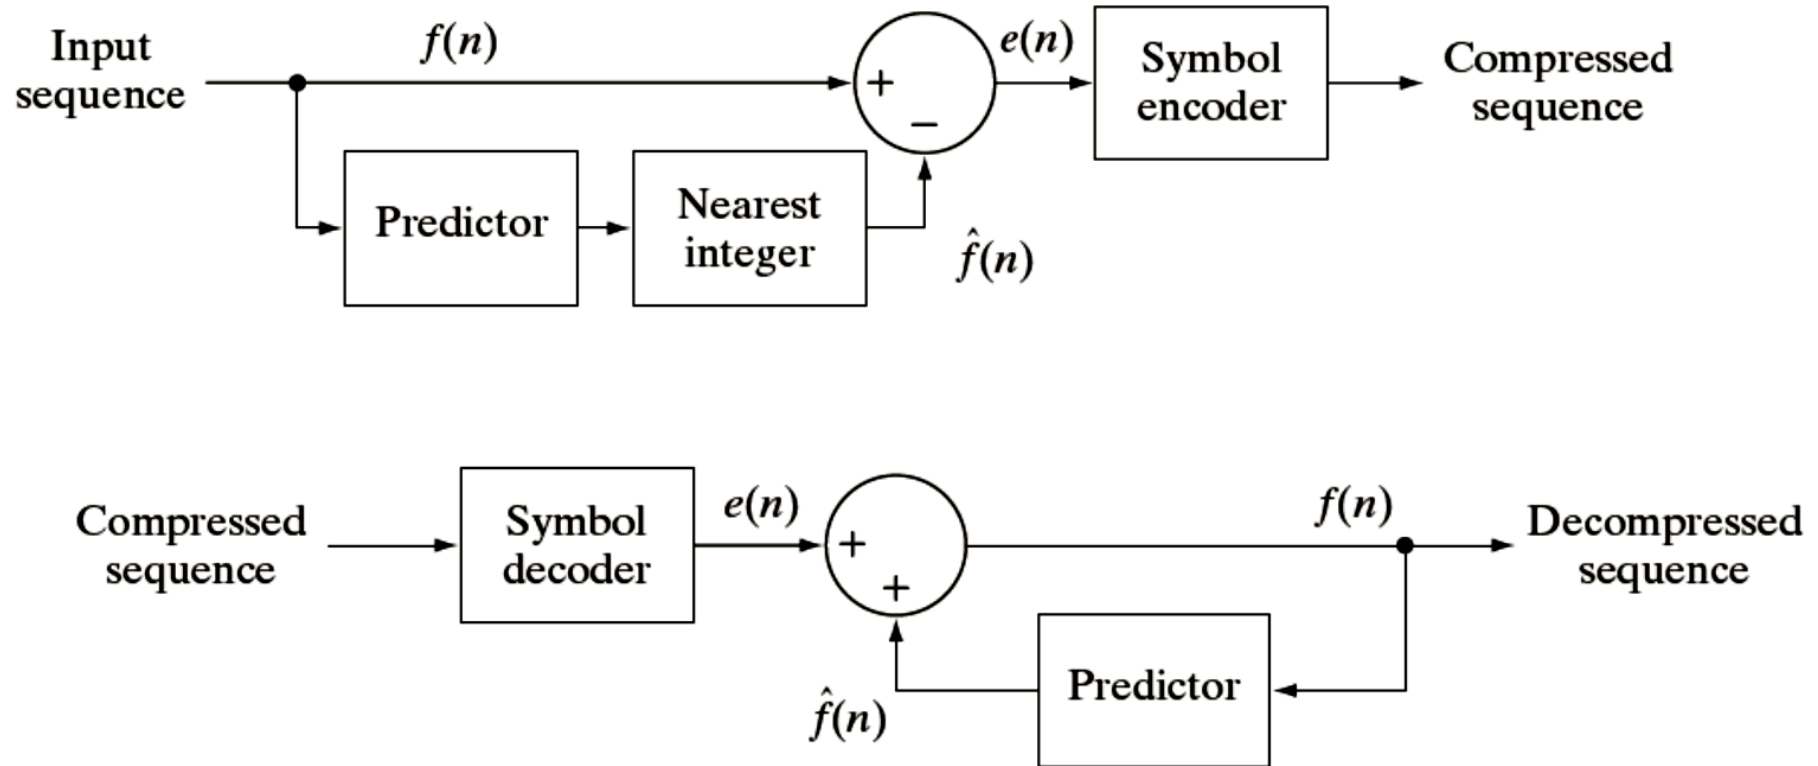 Input
sequence
f(n)
+
−
e(n)
Symbol
encoder
Compressed
sequence
Predictor
Nearest
integer
f̂(n)
Compressed
sequence
Symbol
decoder
e(n)
+
+
f(n)
Decompressed
sequence
Predictor
f̂(n)